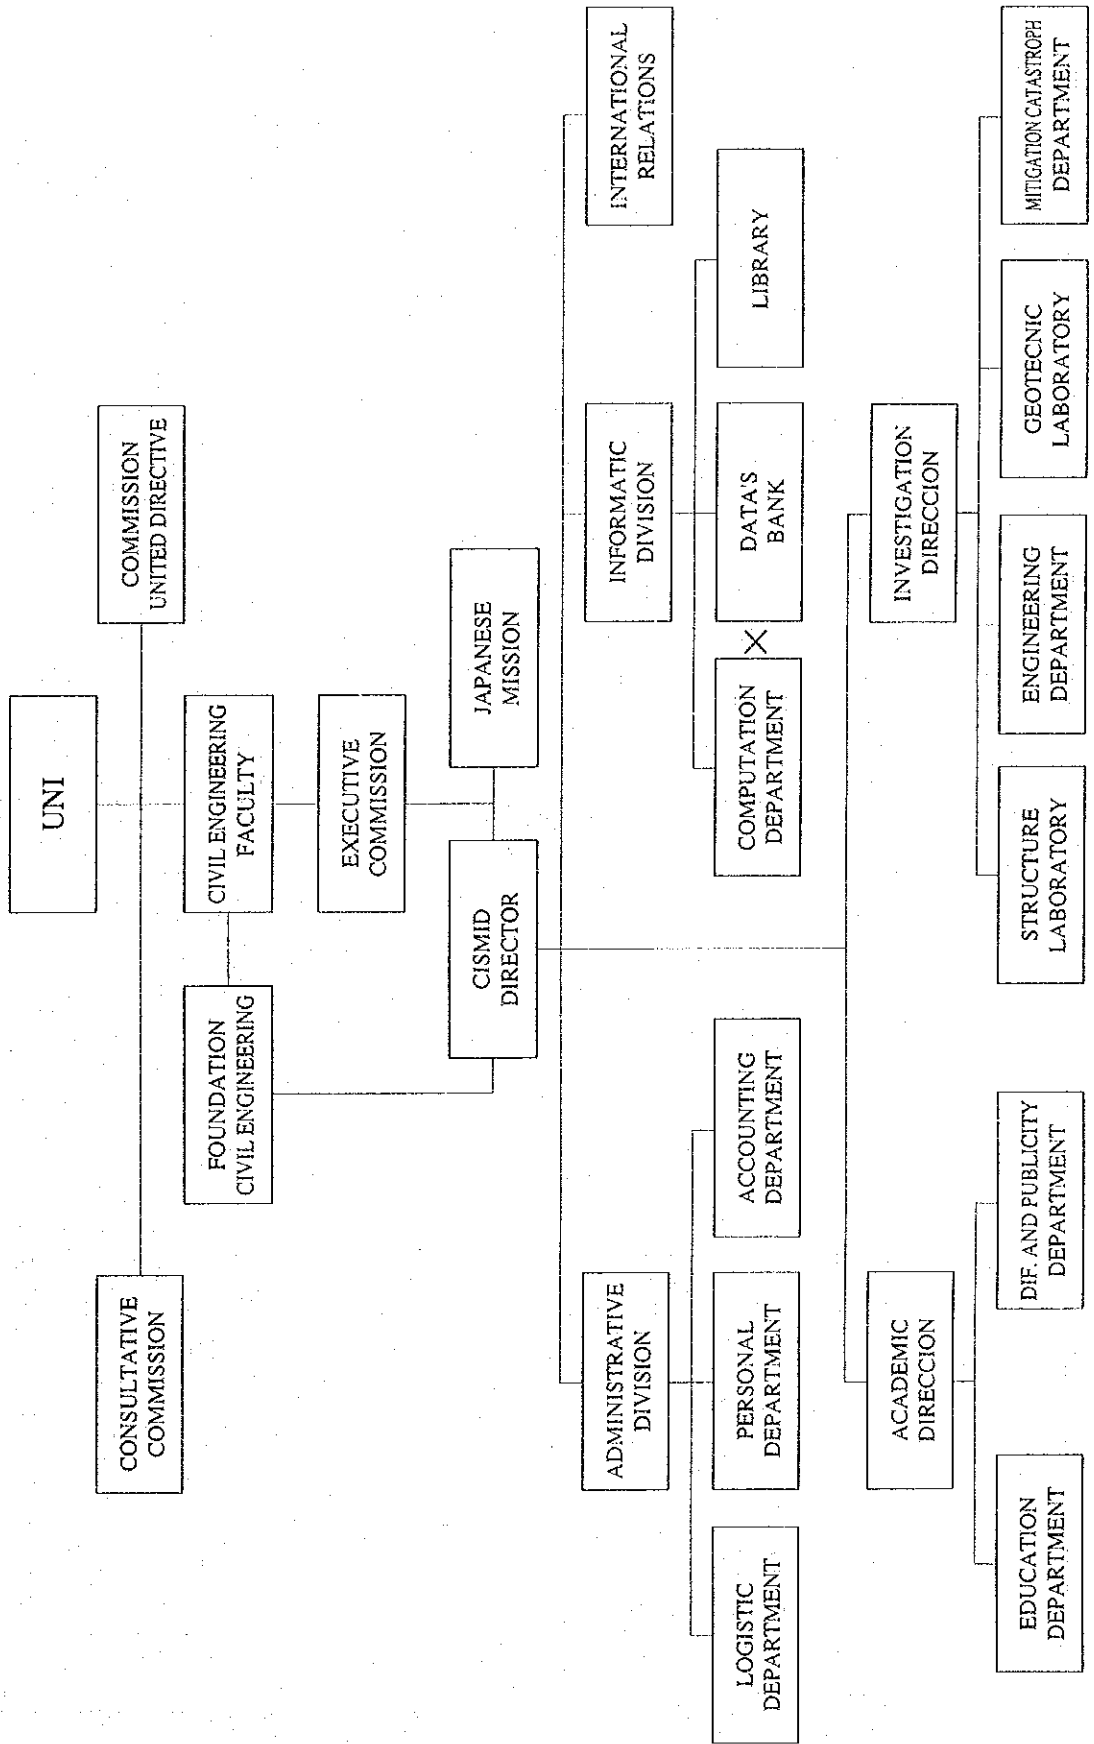 UNI
CONSULTATIVE
COMMISSION
COMMISSION
UNITED DIRECTIVE
FOUNDATION
CIVIL ENGINEERING
CIVIL ENGINEERING
FACULTY
EXECUTIVE
COMMISSION
CISMID
DIRECTOR
JAPANESE
MISSION
ADMINISTRATIVE
DIVISION
INFORMATIC
DIVISION
INTERNATIONAL
RELATIONS
LOGISTIC
DEPARTMENT
PERSONAL
DEPARTMENT
ACCOUNTING
DEPARTMENT
COMPUTATION
DEPARTMENT
X
DATA'S
BANK
LIBRARY
ACADEMIC
DIRECCION
INVESTIGATION
DIRECCION
EDUCATION
DEPARTMENT
DIF. AND PUBLICITY
DEPARTMENT
STRUCTURE
LABORATORY
ENGINEERING
DEPARTMENT
GEOTECNIC
LABORATORY
MITIGATION CATASTROPH
DEPARTMENT